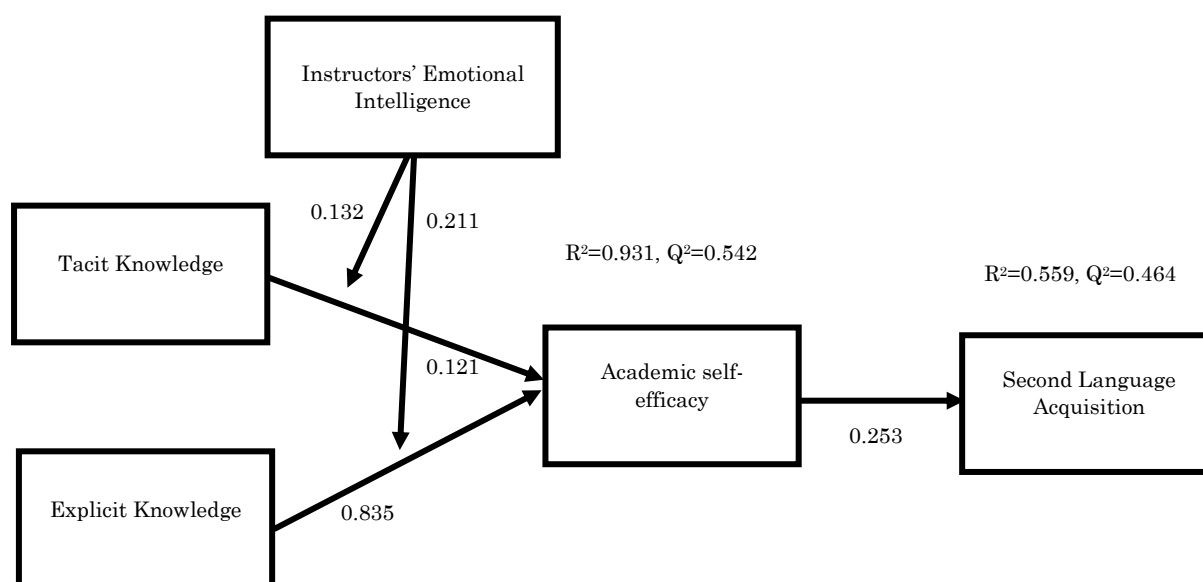 Instructors’ Emotional
Intelligence
0.132
0.211
Tacit Knowledge
R²=0.931, Q²=0.542
R²=0.559, Q²=0.464
0.121
Academic self-
efficacy
Second Language
Acquisition
0.253
Explicit Knowledge
0.835